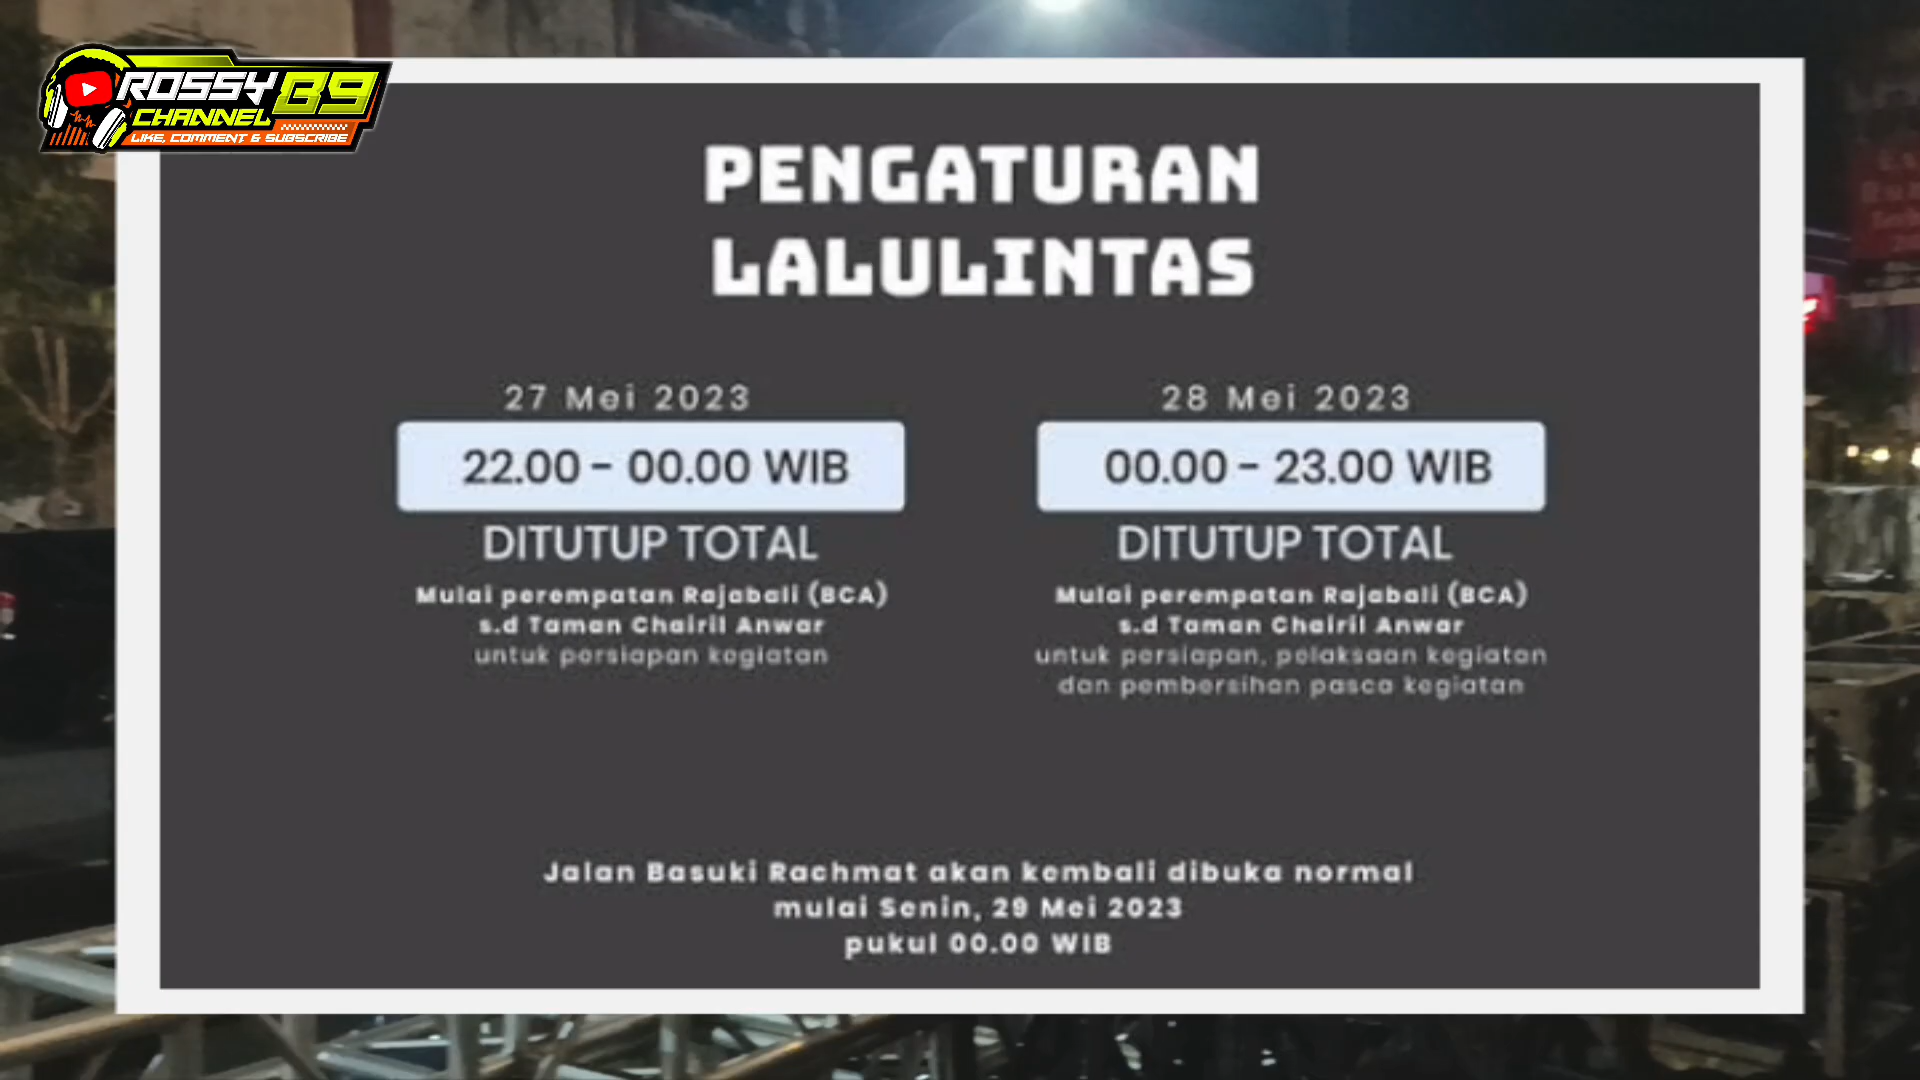 ROSSY 89
CHANNEL
LIKE, COMMENT & SUBSCRIBE
PENGATURAN
LALULINTAS
27 Mei 2023
22.00 - 00.00 WIB
DITUTUP TOTAL
Mulai perempatan Rajabali (BCA)
s.d Taman Chairil Anwar
untuk persiapan kegiatan
28 Mei 2023
00.00 - 23.00 WIB
DITUTUP TOTAL
Mulai perempatan Rajabali (BCA)
s.d Taman Chairil Anwar
untuk persiapan, pelaksaan kegiatan
dan pembersihan pasca kegiatan
Jalan Basuki Rachmat akan kembali dibuka normal
mulai Senin, 29 Mei 2023
pukul 00.00 WIB